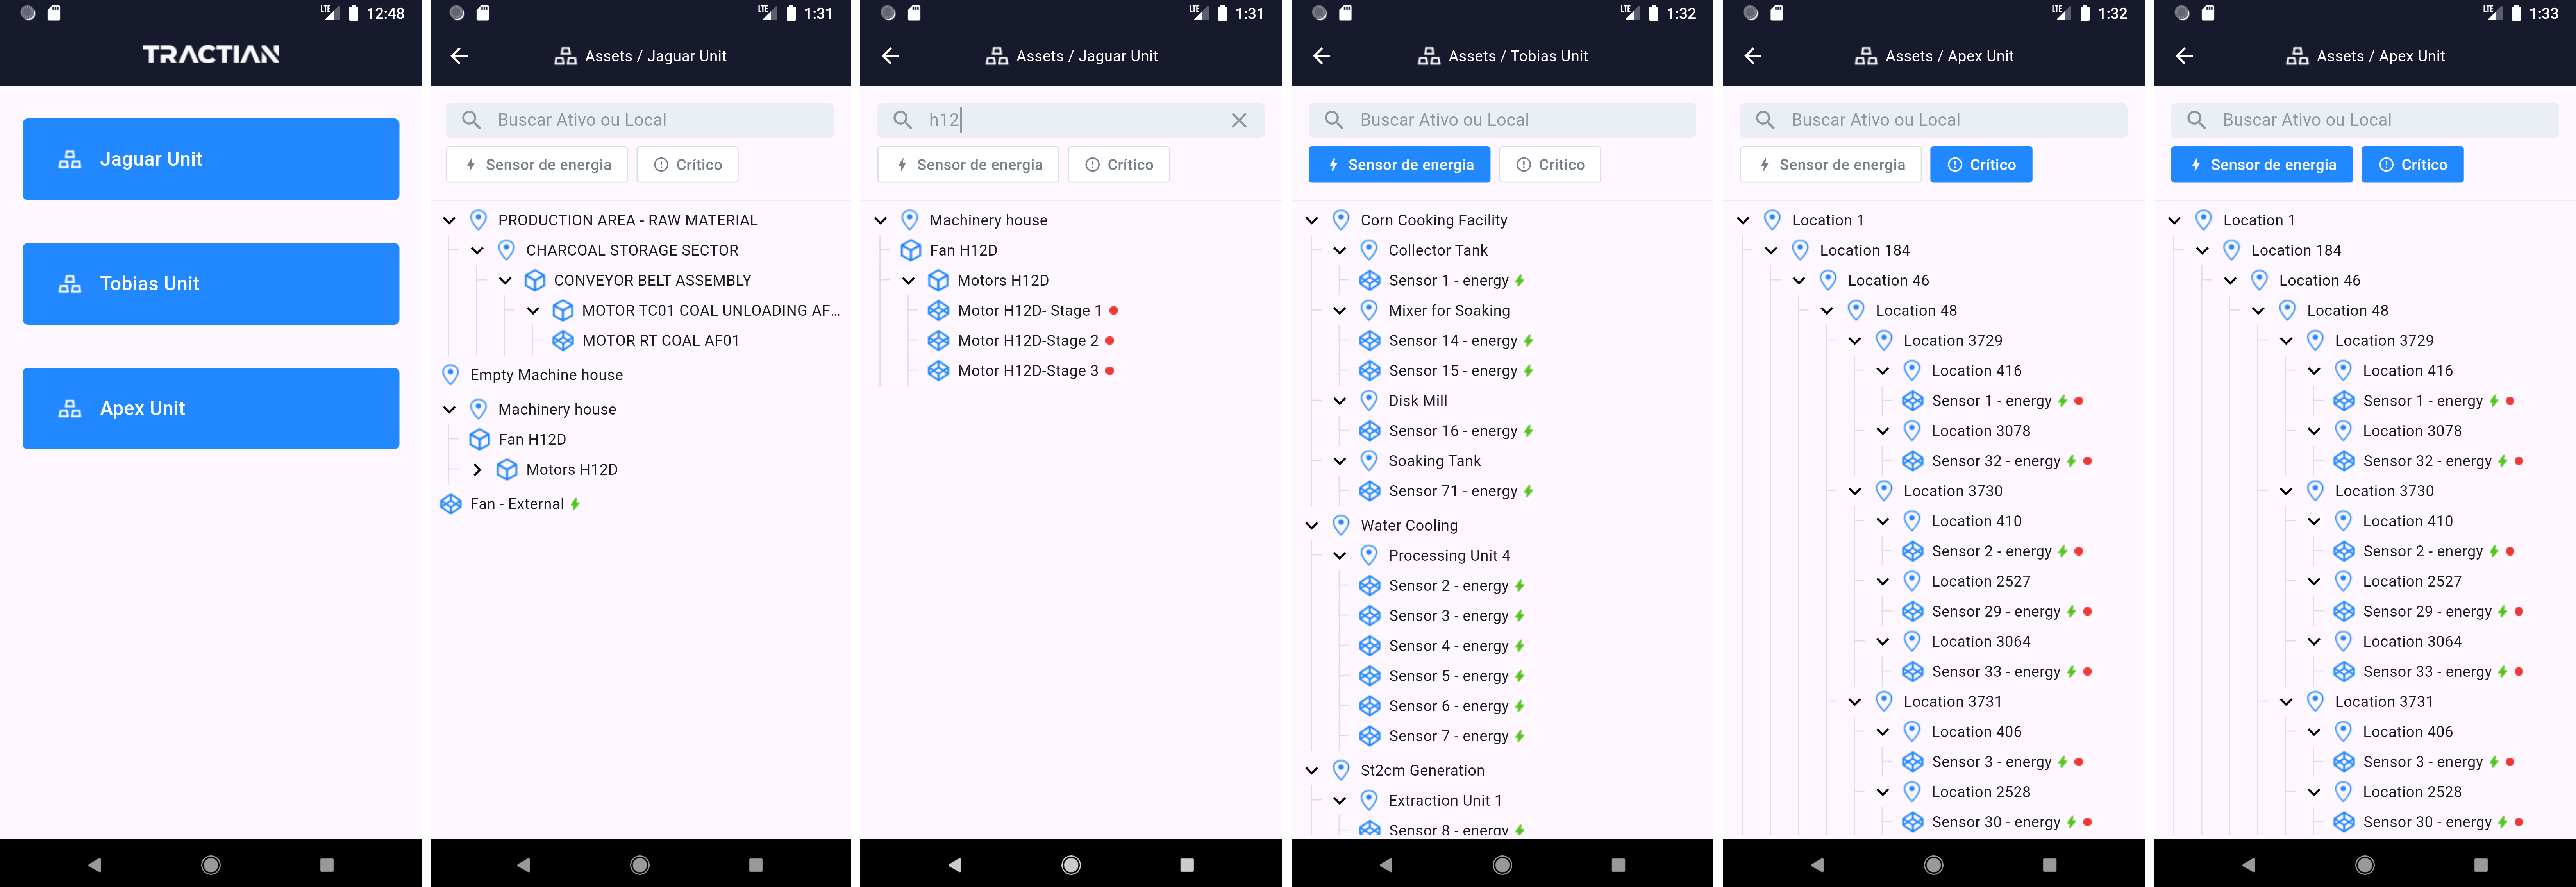 LTE 12:48
TRACTIAN
Jaguar Unit
Tobias Unit
Apex Unit
LTE 1:31
Assets / Jaguar Unit
Buscar Ativo ou Local
Sensor de energia Crítico
PRODUCTION AREA - RAW MATERIAL
CHARCOAL STORAGE SECTOR
CONVEYOR BELT ASSEMBLY
MOTOR TC01 COAL UNLOADING AF...
MOTOR RT COAL AF01
Empty Machine house
Machinery house
Fan H12D
Motors H12D
Fan - External
LTE 1:31
Assets / Jaguar Unit
h12
Sensor de energia Crítico
Machinery house
Fan H12D
Motors H12D
Motor H12D- Stage 1
Motor H12D-Stage 2
Motor H12D-Stage 3
LTE 1:32
Assets / Tobias Unit
Buscar Ativo ou Local
Sensor de energia Crítico
Corn Cooking Facility
Collector Tank
Sensor 1 - energy
Mixer for Soaking
Sensor 14 - energy
Sensor 15 - energy
Disk Mill
Sensor 16 - energy
Soaking Tank
Sensor 71 - energy
Water Cooling
Processing Unit 4
Sensor 2 - energy
Sensor 3 - energy
Sensor 4 - energy
Sensor 5 - energy
Sensor 6 - energy
Sensor 7 - energy
St2cm Generation
Extraction Unit 1
Sensor 8 - energy
LTE 1:32
Assets / Apex Unit
Buscar Ativo ou Local
Sensor de energia Crítico
Location 1
Location 184
Location 46
Location 48
Location 3729
Location 416
Sensor 1 - energy
Location 3078
Sensor 32 - energy
Location 3730
Location 410
Sensor 2 - energy
Location 2527
Sensor 29 - energy
Location 3064
Sensor 33 - energy
Location 3731
Location 406
Sensor 3 - energy
Location 2528
Sensor 30 - energy
LTE 1:33
Assets / Apex Unit
Buscar Ativo ou Local
Sensor de energia Crítico
Location 1
Location 184
Location 46
Location 48
Location 3729
Location 416
Sensor 1 - energy
Location 3078
Sensor 32 - energy
Location 3730
Location 410
Sensor 2 - energy
Location 2527
Sensor 29 - energy
Location 3064
Sensor 33 - energy
Location 3731
Location 406
Sensor 3 - energy
Location 2528
Sensor 30 - energy